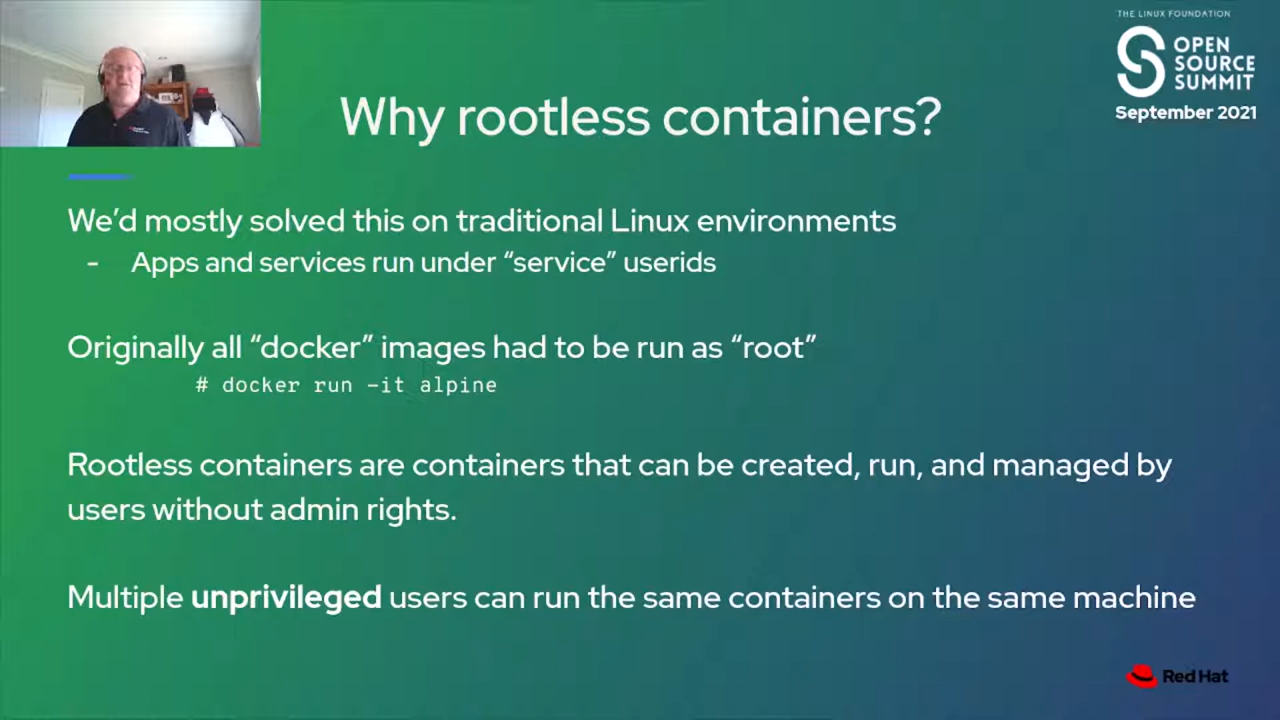 THE LINUX FOUNDATION
OPEN
SOURCE
SUMMIT
September 2021
Why rootless containers?
We’d mostly solved this on traditional Linux environments
- Apps and services run under “service” userids
Originally all “docker” images had to be run as “root”
# docker run -it alpine
Rootless containers are containers that can be created, run, and managed by
users without admin rights.
Multiple unprivileged users can run the same containers on the same machine
Red Hat